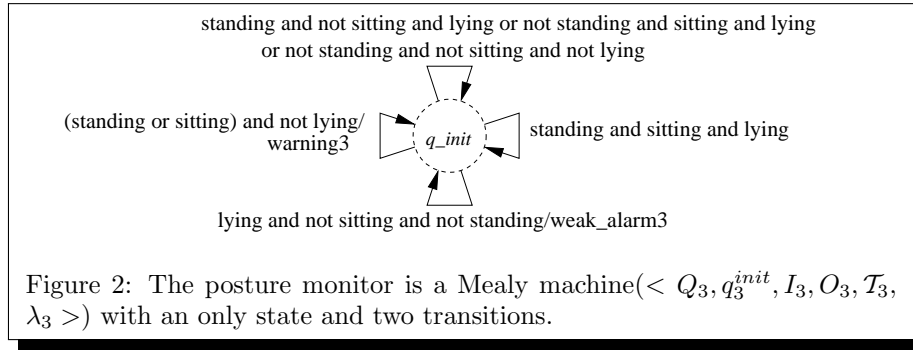 standing and not sitting and lying or not standing and sitting and lying
or not standing and not sitting and not lying
(standing or sitting) and not lying/
warning3
q_init
standing and sitting and lying
lying and not sitting and not standing/weak_alarm3
Figure 2: The posture monitor is a Mealy machine(< Q₃, q₃^{init}, I₃, O₃, 𝒯₃,
λ₃ >) with an only state and two transitions.